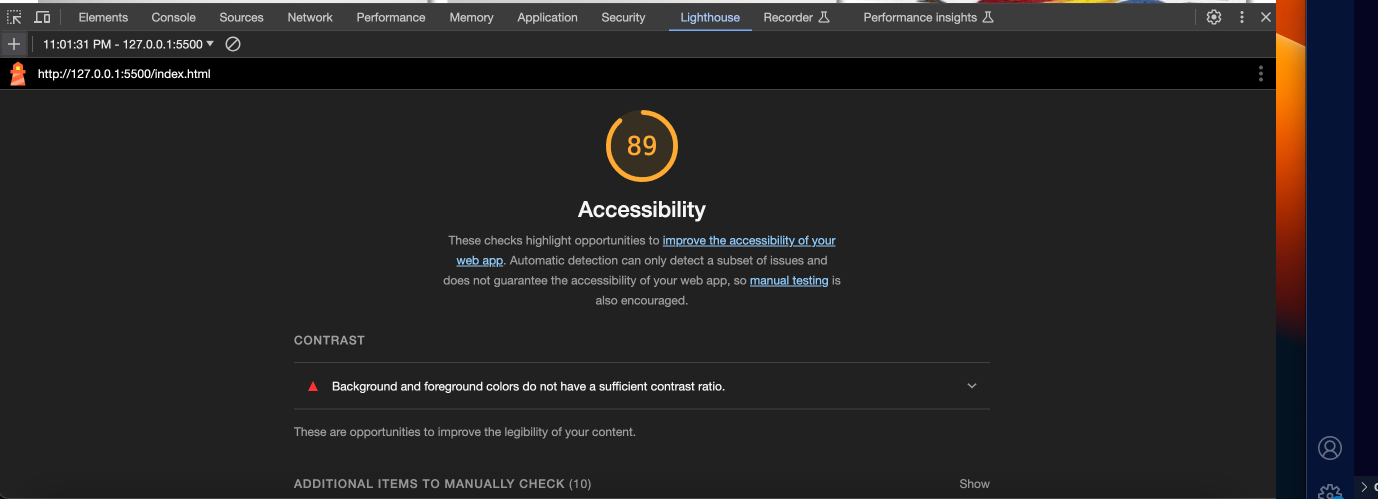 Elements Console Sources Network Performance Memory Application Security Lighthouse Recorder Performance insights
11:01:31 PM - 127.0.0.1:5500
http://127.0.0.1:5500/index.html
89
Accessibility
These checks highlight opportunities to improve the accessibility of your
web app. Automatic detection can only detect a subset of issues and
does not guarantee the accessibility of your web app, so manual testing is
also encouraged.
CONTRAST
Background and foreground colors do not have a sufficient contrast ratio.
These are opportunities to improve the legibility of your content.
ADDITIONAL ITEMS TO MANUALLY CHECK (10) Show